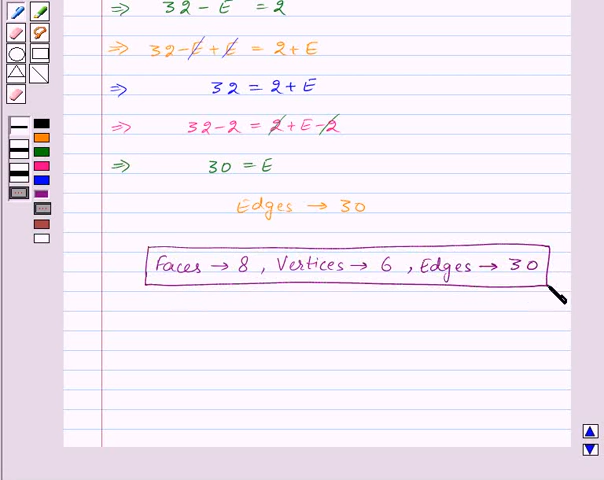 ⇒ 32 - E = 2
⇒ 32 - E + E = 2 + E
⇒ 32 = 2 + E
⇒ 32 - 2 = 2 + E - 2
⇒ 30 = E
Edges → 30
Faces → 8 , Vertices → 6 , Edges → 30